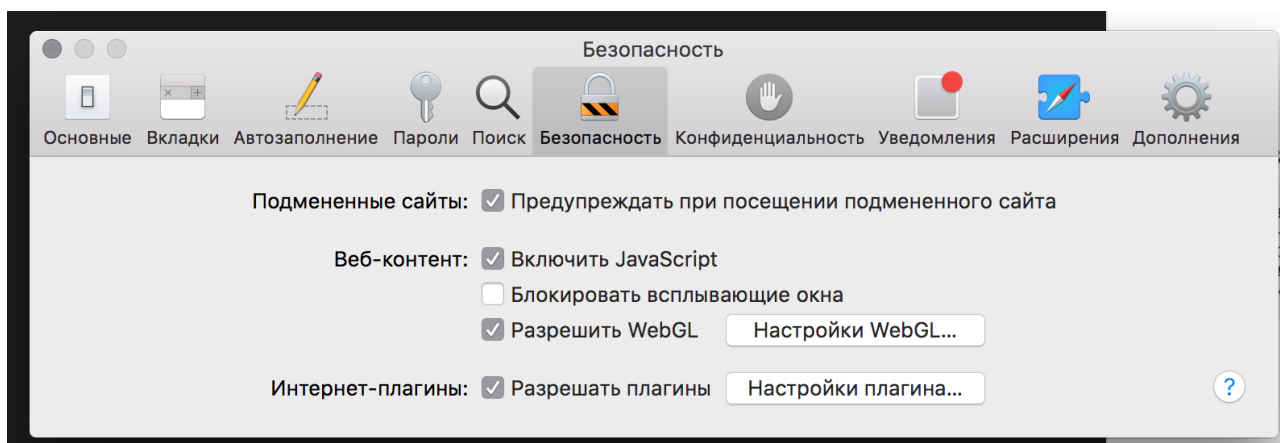 Безопасность
Основные Вкладки Автозаполнение Пароли Поиск Безопасность Конфиденциальность Уведомления Расширения Дополнения
Подмененные сайты: Предупреждать при посещении подмененного сайта
Веб-контент: Включить JavaScript
Блокировать всплывающие окна
Разрешить WebGL Настройки WebGL...
Интернет-плагины: Разрешать плагины Настройки плагина... ?